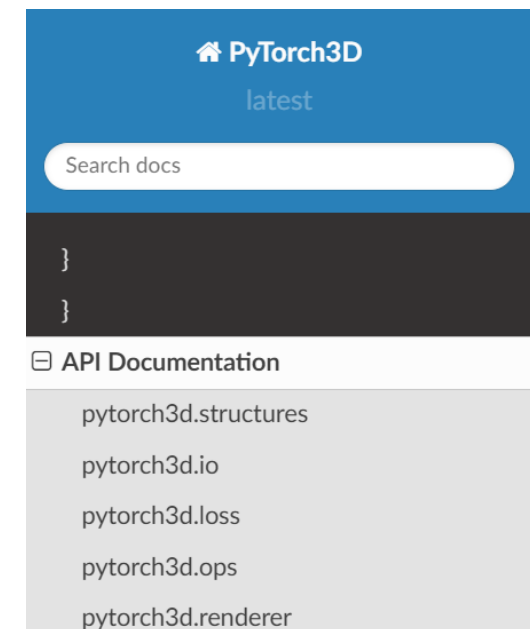 PyTorch3D
latest
Search docs
}
}
API Documentation
pytorch3d.structures
pytorch3d.io
pytorch3d.loss
pytorch3d.ops
pytorch3d.renderer